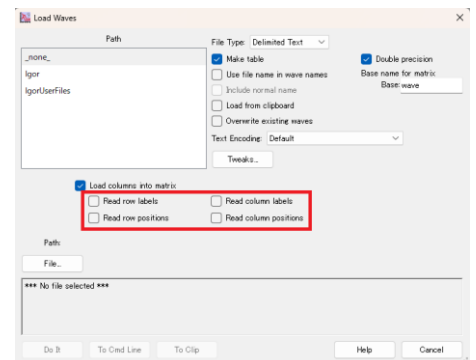 Load Waves
Path
_none_
Igor
IgorUserFiles
File Type: Delimited Text
Make table
Use file name in wave names
Include normal name
Load from clipboard
Overwrite existing waves
Double precision
Base name for matrix:
Base: wave
Text Encoding: Default
Tweaks...
Load columns into matrix
Read row labels
Read column labels
Read row positions
Read column positions
Path:
File...
*** No file selected ***
Do It
To Cmd Line
To Clip
Help
Cancel